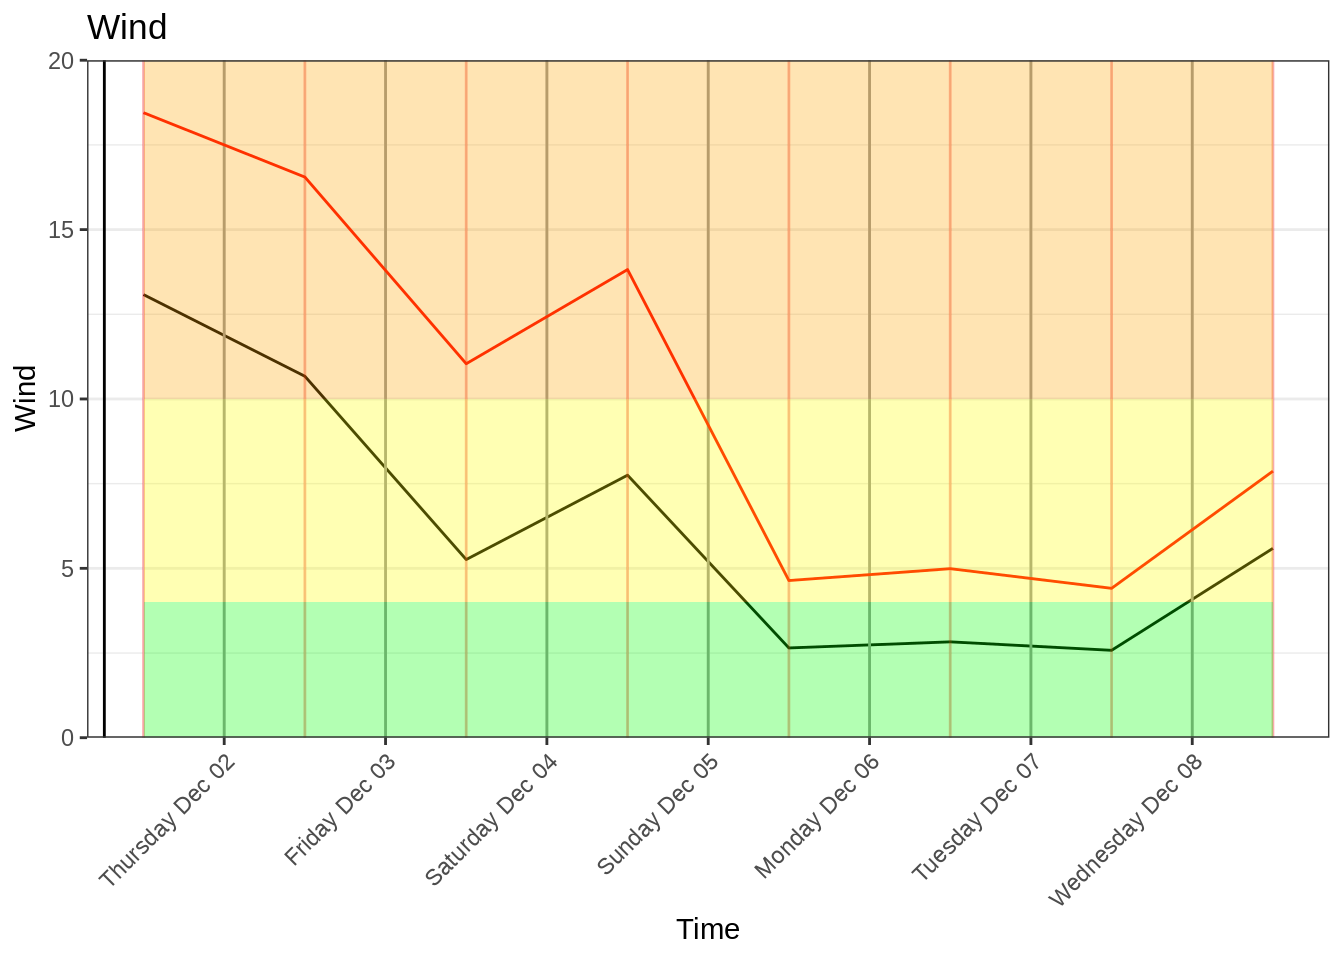 Wind
20
15
10
5
0
Wind
Thursday Dec 02
Friday Dec 03
Saturday Dec 04
Sunday Dec 05
Monday Dec 06
Tuesday Dec 07
Wednesday Dec 08
Time